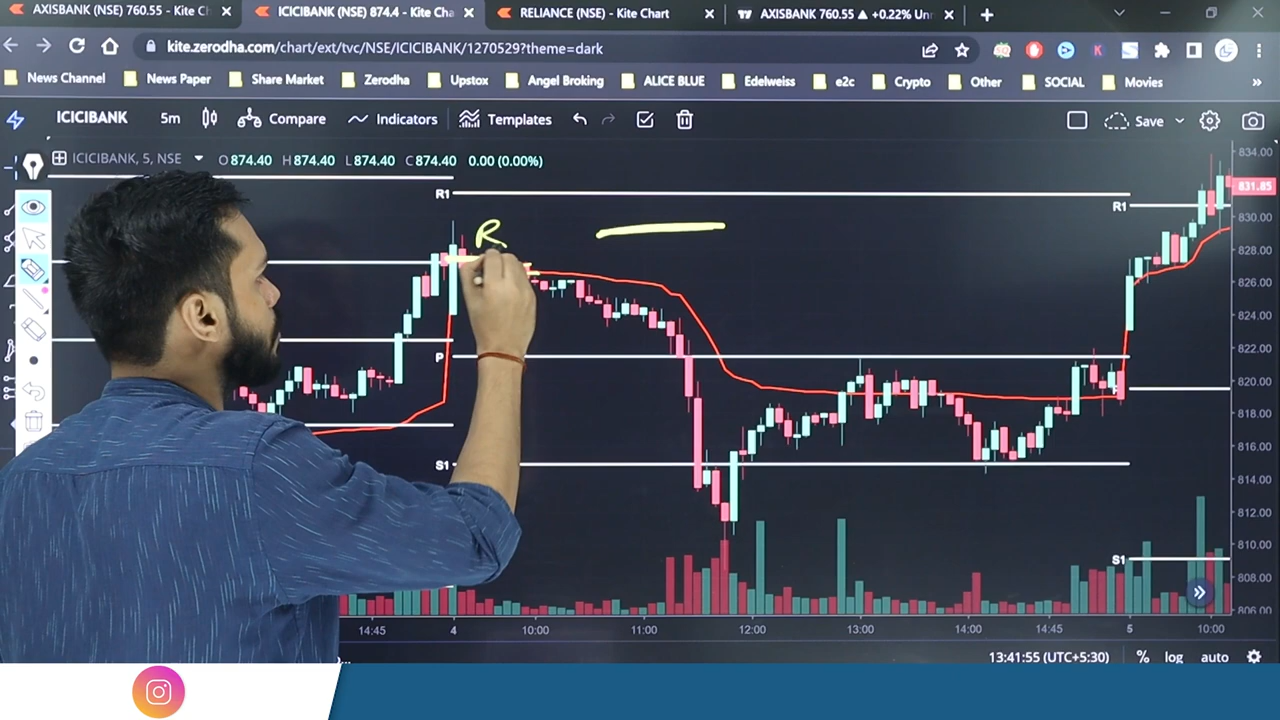 AXISBANK (NSE) 760.55 - Kite C
ICICIBANK (NSE) 874.4 - Kite Cha
RELIANCE (NSE) - Kite Chart
AXISBANK 760.55 ▲ +0.22% Un
kite.zerodha.com/chart/ext/tvc/NSE/ICICIBANK/1270529?theme=dark
News Channel News Paper Share Market Zerodha Upstox Angel Broking ALICE BLUE Edelweiss e2c Crypto Other SOCIAL Movies »
ICICIBANK 5m Compare Indicators Templates Save
ICICIBANK, 5, NSE O874.40 H874.40 L874.40 C874.40 0.00 (0.00%)
834.00
831.85
R1
R1
830.00
R
828.00
826.00
824.00
822.00
P
820.00
818.00
816.00
S1
814.00
812.00
810.00
S1
808.00
806.00
14:45 4 10:00 11:00 12:00 13:00 14:00 14:45 5 10:00
13:41:55 (UTC+5:30) % log auto